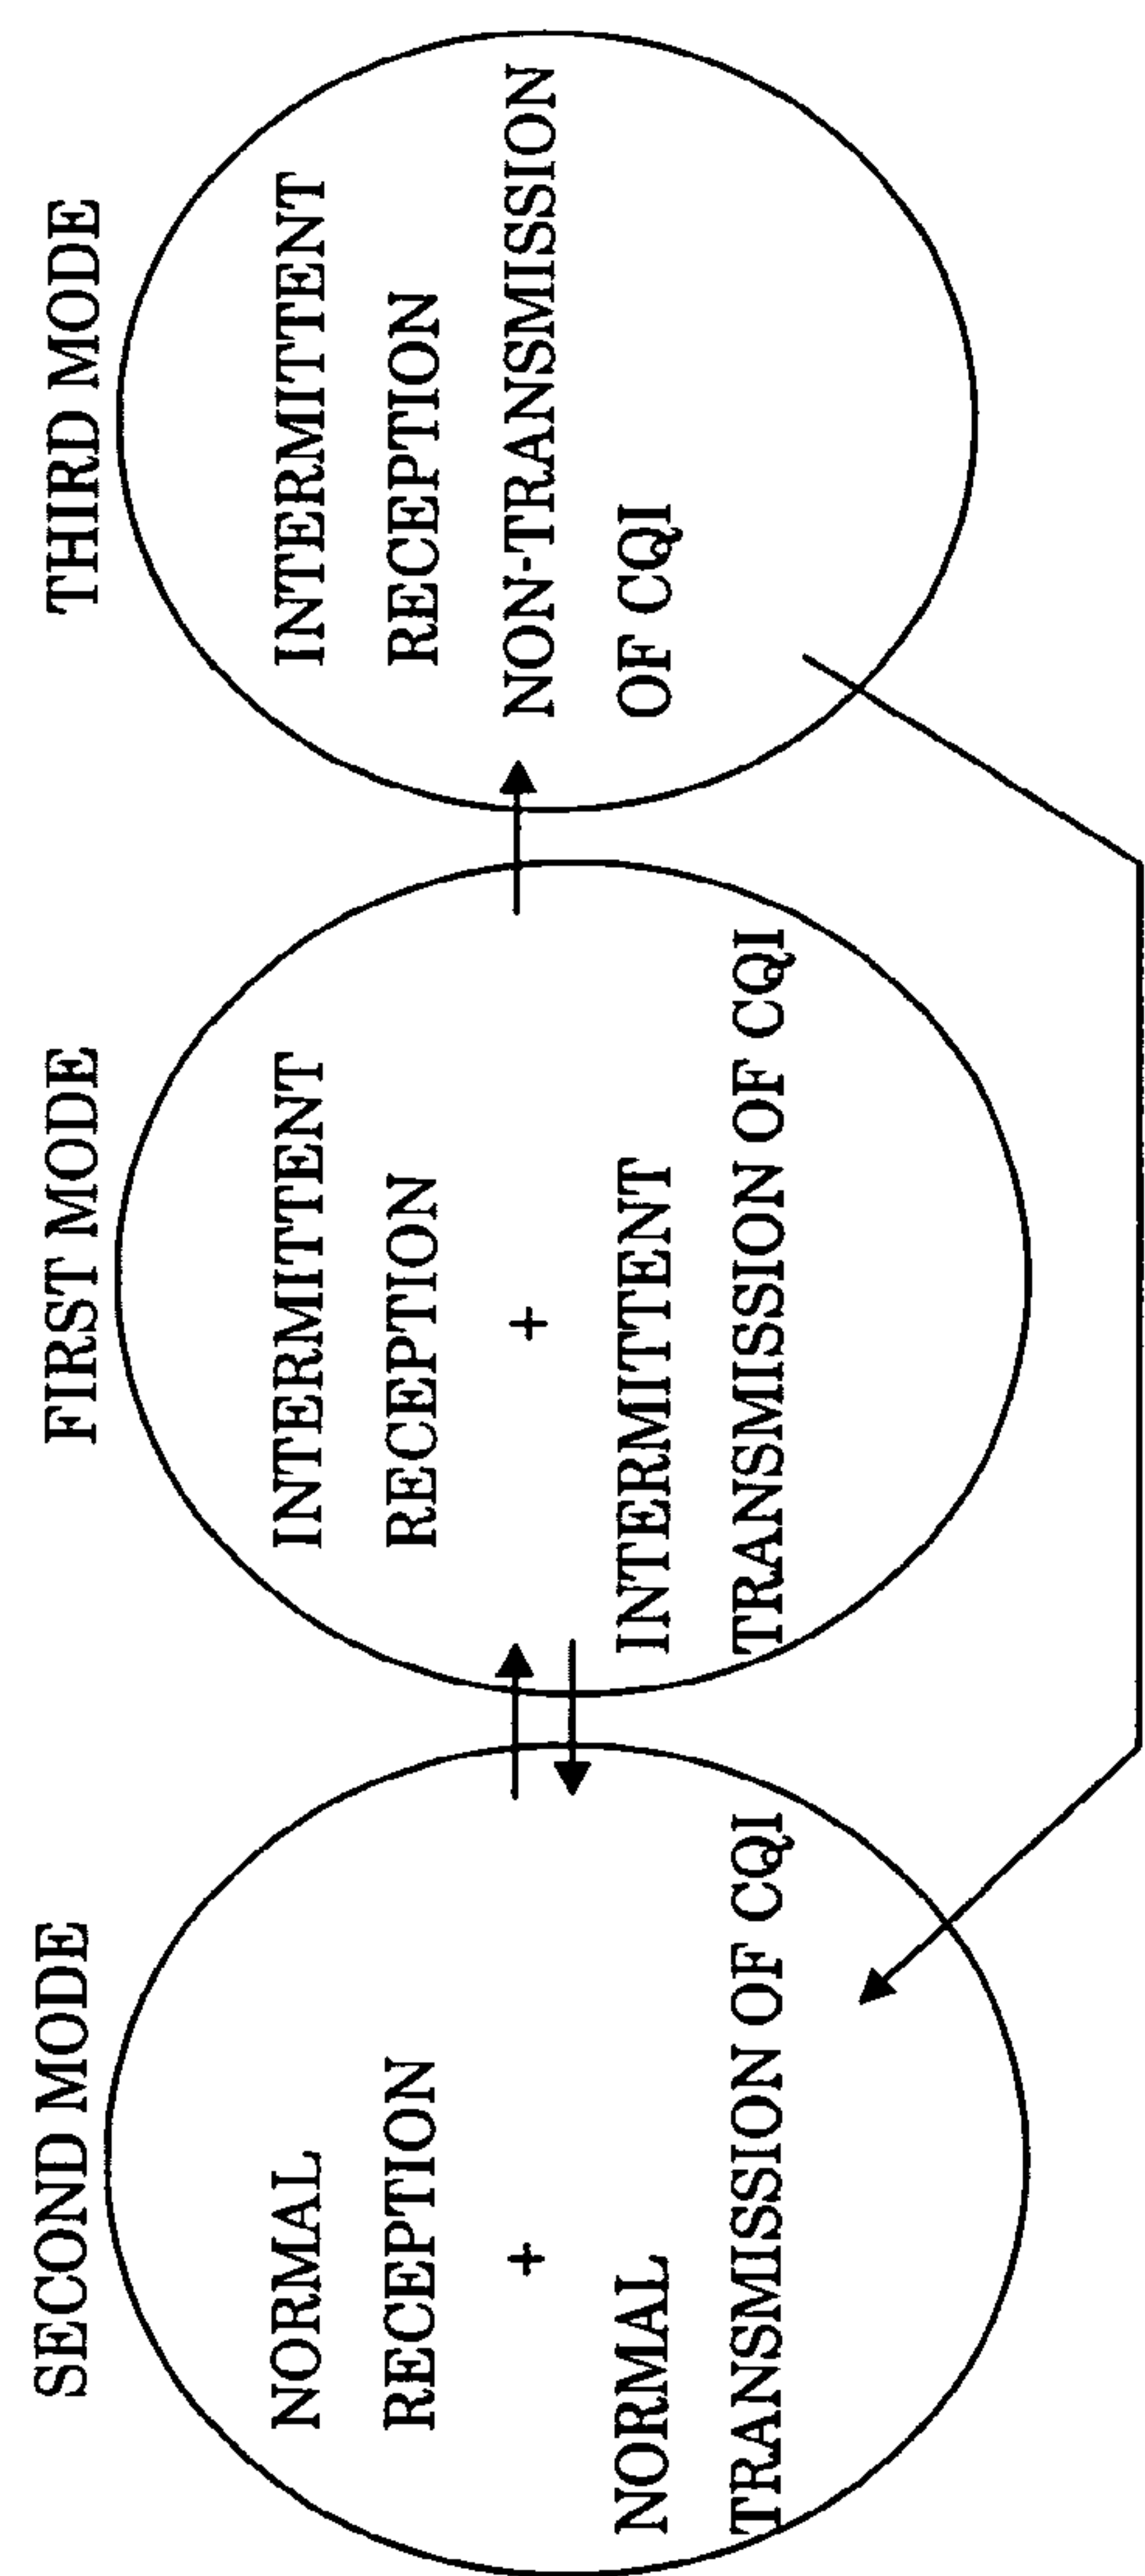 SECOND MODE
NORMAL
RECEPTION
+
NORMAL
TRANSMISSION OF CQI
FIRST MODE
INTERMITTENT
RECEPTION
+
INTERMITTENT
TRANSMISSION OF CQI
THIRD MODE
INTERMITTENT
RECEPTION
NON-TRANSMISSION
OF CQI